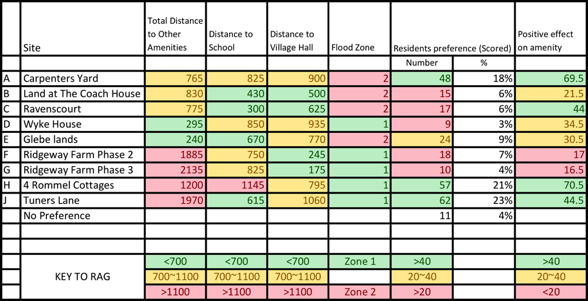 Site Total Distance to Other Amenities Distance to School Distance to Village Hall Flood Zone Residents preference (Scored) Positive effect on amenity
Number %
A Carpenters Yard 765 825 900 2 48 18% 69.5
B Land at The Coach House 830 430 500 2 15 6% 21.5
C Ravenscourt 775 300 625 2 17 6% 44
D Wyke House 295 850 935 1 9 3% 34.5
E Glebe lands 240 670 770 2 24 9% 30.5
F Ridgeway Farm Phase 2 1885 750 245 1 18 7% 17
G Ridgeway Farm Phase 3 2135 825 175 1 10 4% 16.5
H 4 Rommel Cottages 1200 1145 795 1 57 21% 70.5
J Tuners Lane 1970 615 1060 1 62 23% 44.5
No Preference 11 4%
KEY TO RAG
<700 <700 <700 Zone 1 >40 >40
700~1100 700~1100 700~1100 20~40 20~40
>1100 >1100 >1100 Zone 2 >20 <20